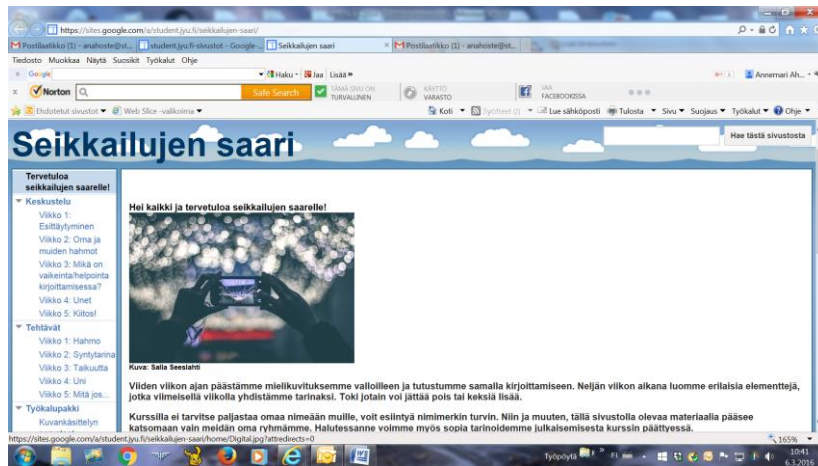 https://sites.google.com/a/student.jyu.fi/seikkailujen-saari/
Postilaatikko (1) - anahoste@st...
student.jyu.fi-sivustot - Google-...
Seikkailujen saari
Postilaatikko (1) - anahoste@st...
Tiedosto Muokkaa Näytä Suosikit Työkalut Ohje
x Google Haku Jaa Lisää »
Annemari Ah...
x Norton Safe Search TÄMÄ SIVU ON TURVALLINEN KÄYTTÖ VARASTO JAA FACEBOOKISSA
Ehdotetut sivustot Web Slice -valikoima
Koti Syötteet (2) Lue sähköposti Tulosta Sivu Suojaus Työkalut Ohje
Seikkailujen saari
Hae tästä sivustosta
Tervetuloa
seikkailujen saarelle!
Keskustelu
Viikko 1:
Esittäytyminen
Viikko 2: Oma ja
muiden hahmot
Viikko 3: Mikä on
vaikeinta/helpointa
kirjoittamisessa?
Viikko 4: Unet
Viikko 5: Kiitos!
Tehtävät
Viikko 1: Hahmo
Viikko 2: Syntytarina
Viikko 3: Taikuutta
Viikko 4: Uni
Viikko 5: Mitä jos...
Työkalupakki
Kuvankäsittelyn
Hei kaikki ja tervetuloa seikkailujen saarelle!
Kuva: Salla Seeslahti
Viiden viikon ajan päästämme mielikuvituksemme valloilleen ja tutustumme samalla kirjoittamiseen. Neljän viikon aikana luomme erilaisia elementtejä,
jotka viimeisellä viikolla yhdistämme tarinaksi. Toki jotain voi jättää pois tai keksiä lisää.
Kurssilla ei tarvitse paljastaa omaa nimeään muille, voit esiintyä nimimerkin turvin. Niin ja muuten, tällä sivustolla olevaa materiaalia pääsee
katsomaan vain meidän oma ryhmämme. Halutessanne voimme myös sopia tarinoidemme julkaisemisesta kurssin päättyessä.
https://sites.google.com/a/student.jyu.fi/seikkailujen-saari/home/Digital.jpg?attredirects=0
165%
Työpöytä
FI
10:41
6.3.2016